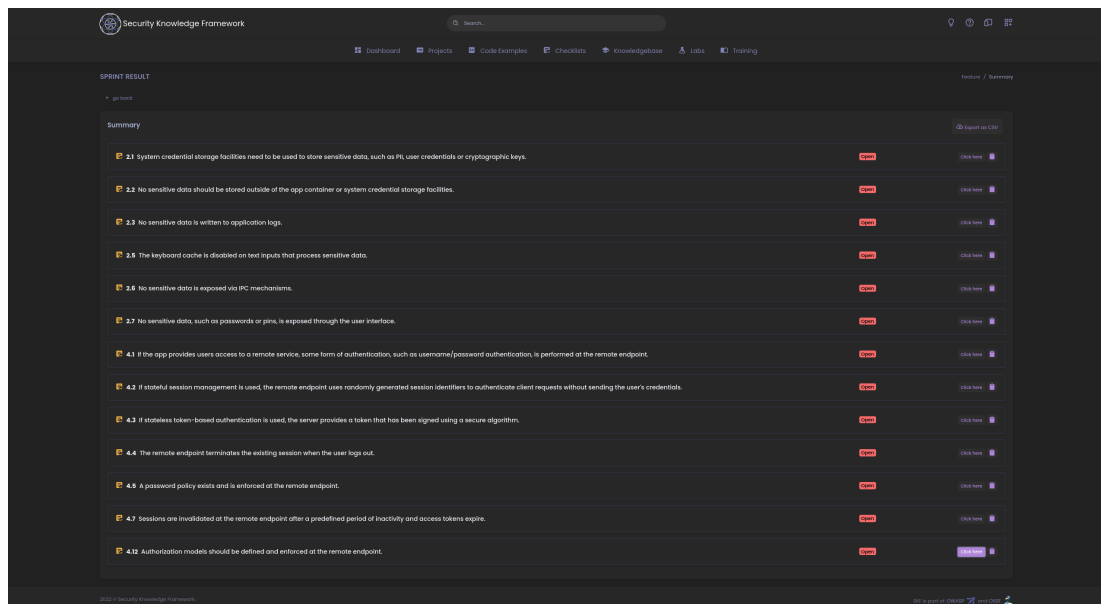 Security Knowledge Framework
Search...
Dashboard Projects Code Examples Checklists Knowledgebase Labs Training
SPRINT RESULT
Feature / Summary
go back
Summary
Export as CSV
2.1 System credential storage facilities need to be used to store sensitive data, such as PII, user credentials or cryptographic keys. Open Click here
2.2 No sensitive data should be stored outside of the app container or system credential storage facilities. Open Click here
2.3 No sensitive data is written to application logs. Open Click here
2.5 The keyboard cache is disabled on text inputs that process sensitive data. Open Click here
2.6 No sensitive data is exposed via IPC mechanisms. Open Click here
2.7 No sensitive data, such as passwords or pins, is exposed through the user interface. Open Click here
4.1 If the app provides users access to a remote service, some form of authentication, such as username/password authentication, is performed at the remote endpoint. Open Click here
4.2 If stateful session management is used, the remote endpoint uses randomly generated session identifiers to authenticate client requests without sending the user's credentials. Open Click here
4.3 If stateless token-based authentication is used, the server provides a token that has been signed using a secure algorithm. Open Click here
4.4 The remote endpoint terminates the existing session when the user logs out. Open Click here
4.5 A password policy exists and is enforced at the remote endpoint. Open Click here
4.7 Sessions are invalidated at the remote endpoint after a predefined period of inactivity and access tokens expire. Open Click here
4.12 Authorization models should be defined and enforced at the remote endpoint. Open Click here
2022 © Security Knowledge Framework.
SKF is part of: OWASP and